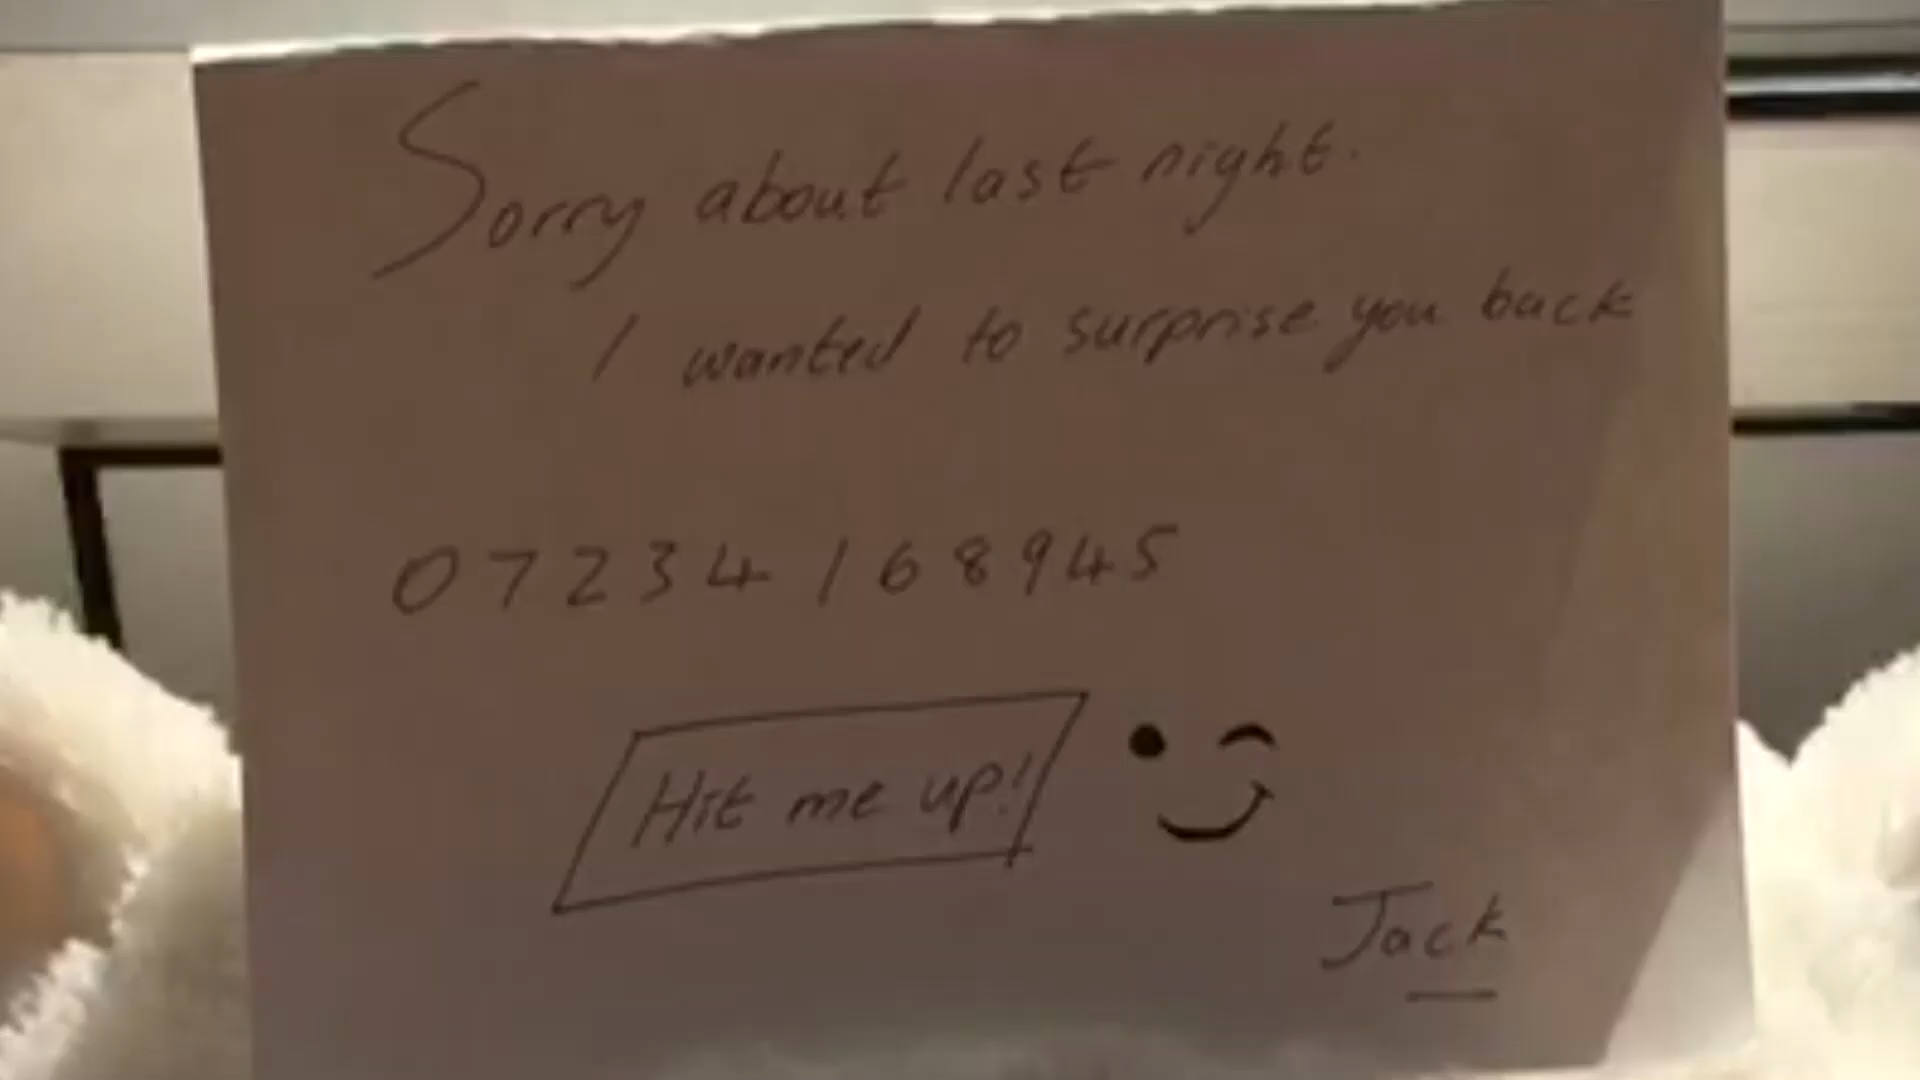 Sorry about last night.
I wanted to surprise you back
07234 168945
Hit me up!
Jack